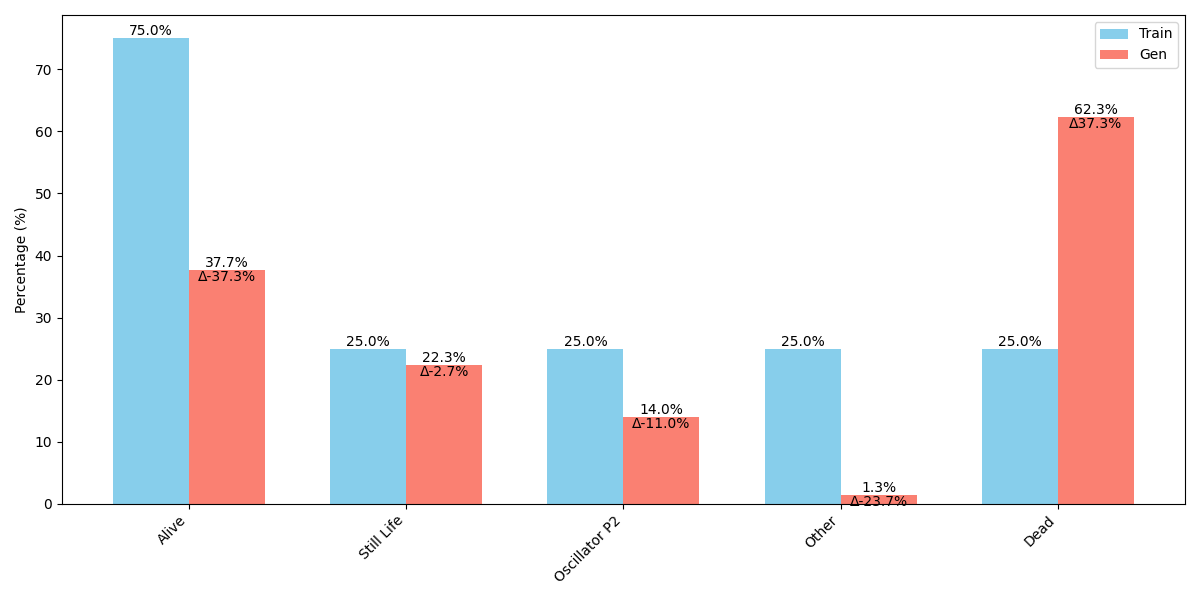 Train
Gen
Percentage (%)
70
60
50
40
30
20
10
0
75.0%
37.7%
Δ-37.3%
25.0%
22.3%
Δ-2.7%
25.0%
14.0%
Δ-11.0%
25.0%
1.3%
Δ-23.7%
25.0%
62.3%
Δ37.3%
Alive
Still Life
Oscillator P2
Other
Dead